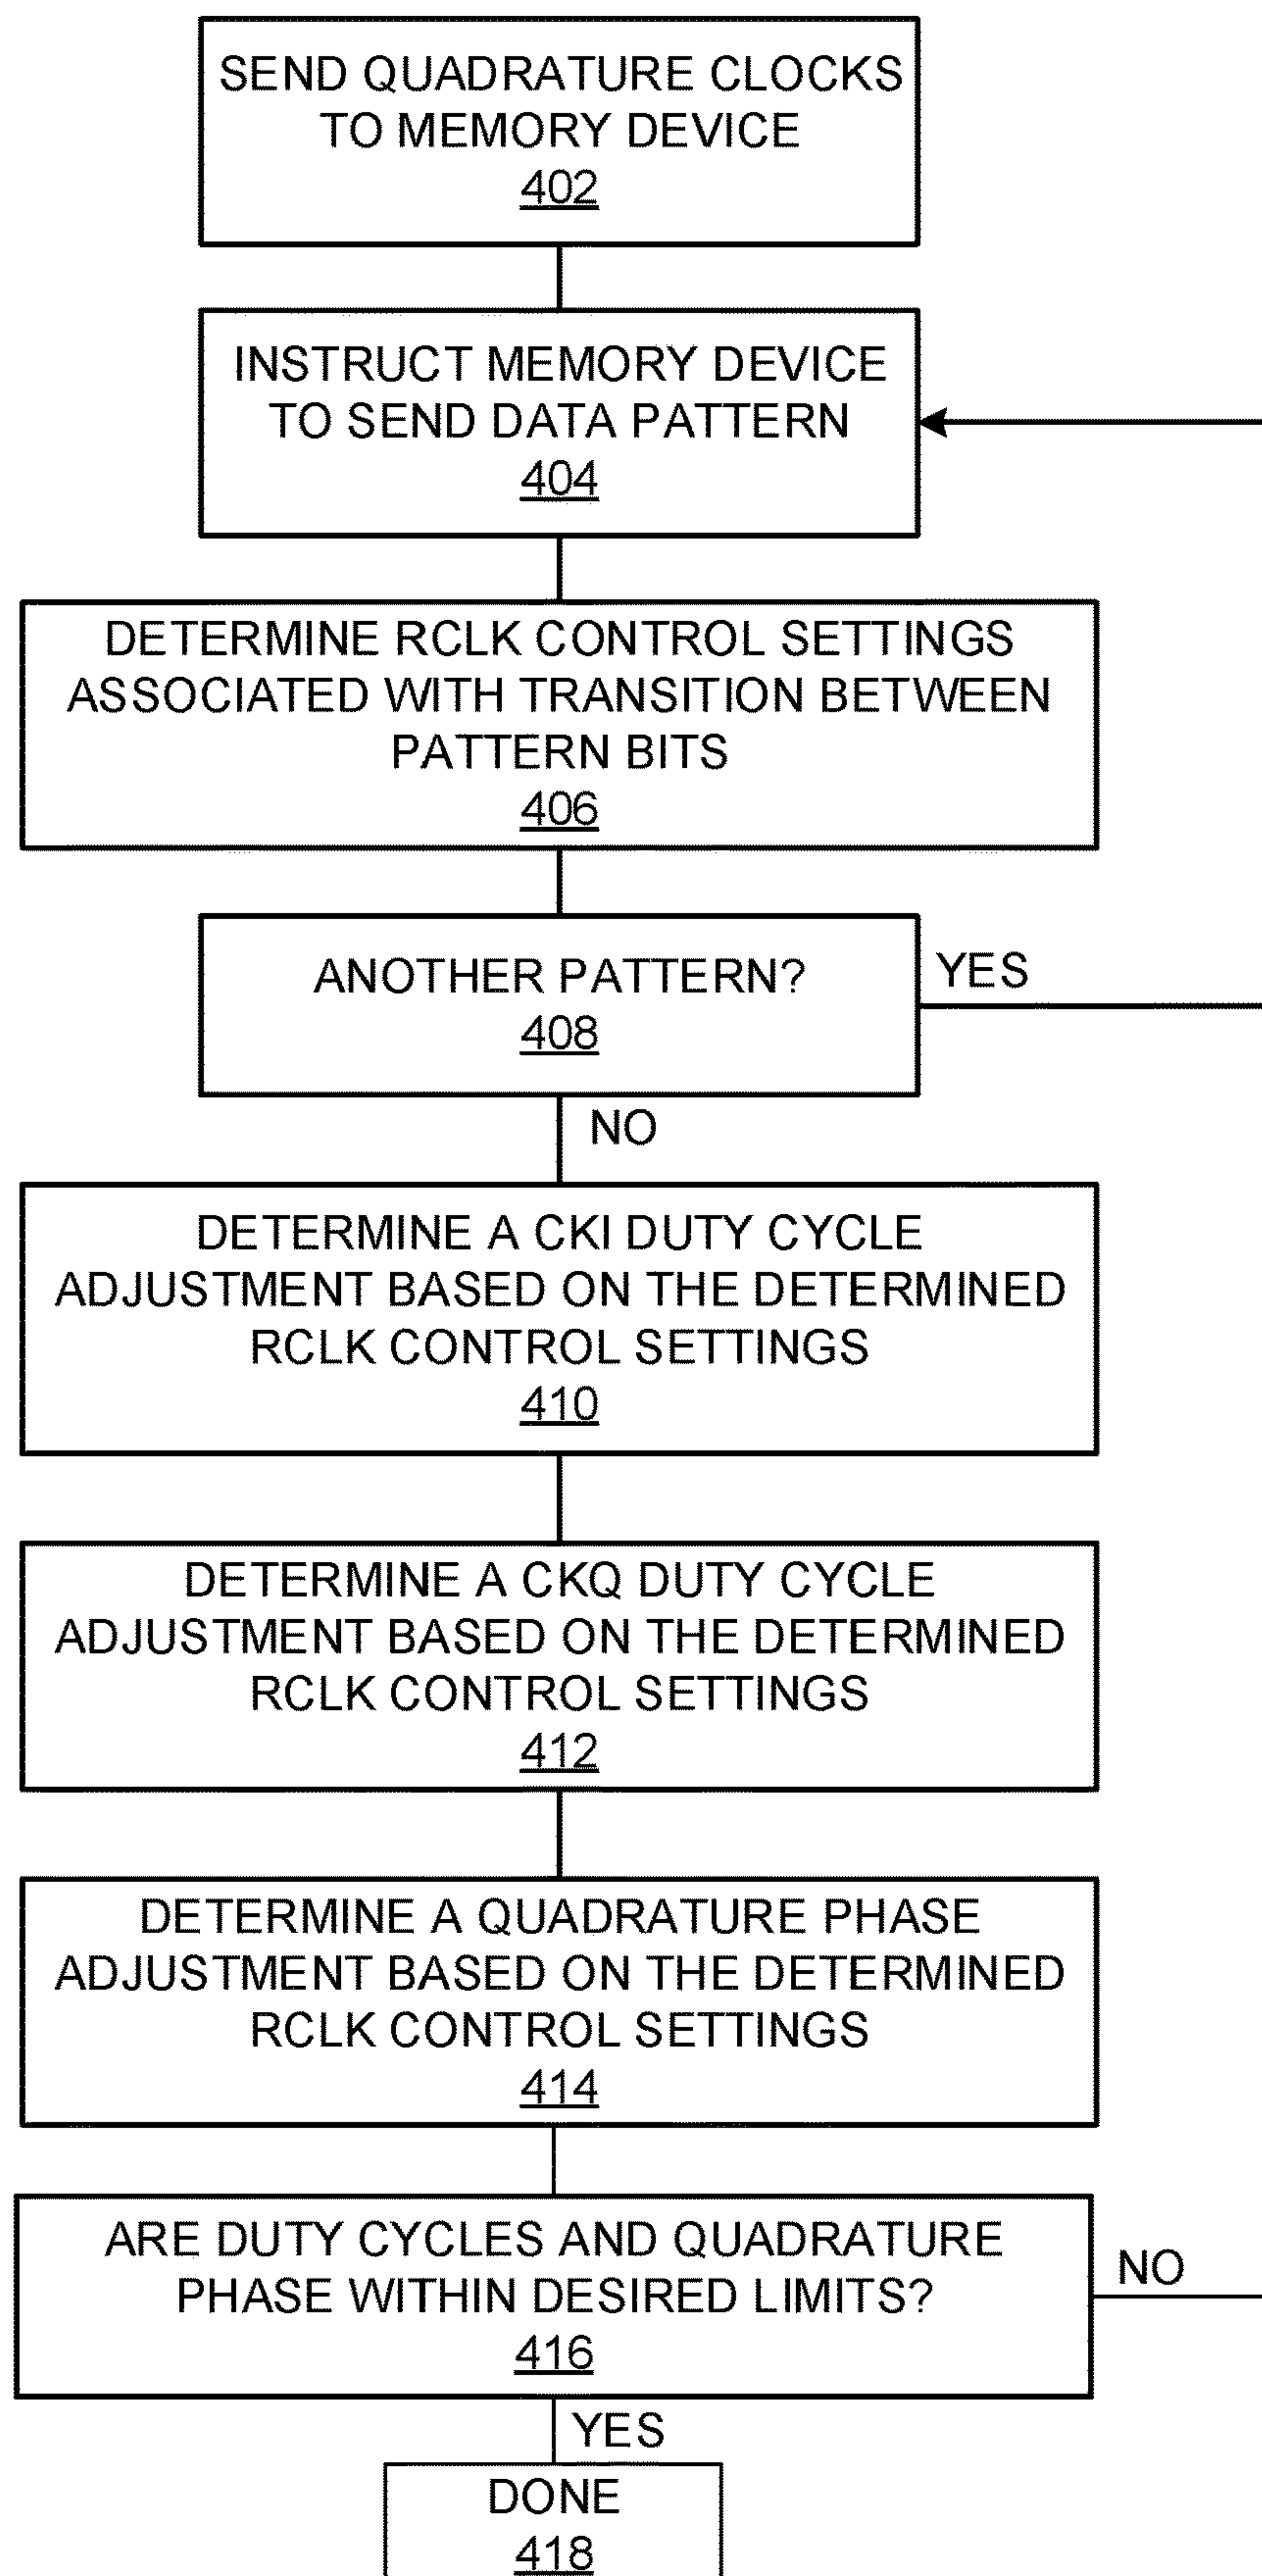 SEND QUADRATURE CLOCKS
TO MEMORY DEVICE
402
INSTRUCT MEMORY DEVICE
TO SEND DATA PATTERN
404
DETERMINE RCLK CONTROL SETTINGS
ASSOCIATED WITH TRANSITION BETWEEN
PATTERN BITS
406
ANOTHER PATTERN?
408
YES
NO
DETERMINE A CKI DUTY CYCLE
ADJUSTMENT BASED ON THE DETERMINED
RCLK CONTROL SETTINGS
410
DETERMINE A CKQ DUTY CYCLE
ADJUSTMENT BASED ON THE DETERMINED
RCLK CONTROL SETTINGS
412
DETERMINE A QUADRATURE PHASE
ADJUSTMENT BASED ON THE DETERMINED
RCLK CONTROL SETTINGS
414
ARE DUTY CYCLES AND QUADRATURE
PHASE WITHIN DESIRED LIMITS?
416
NO
YES
DONE
418